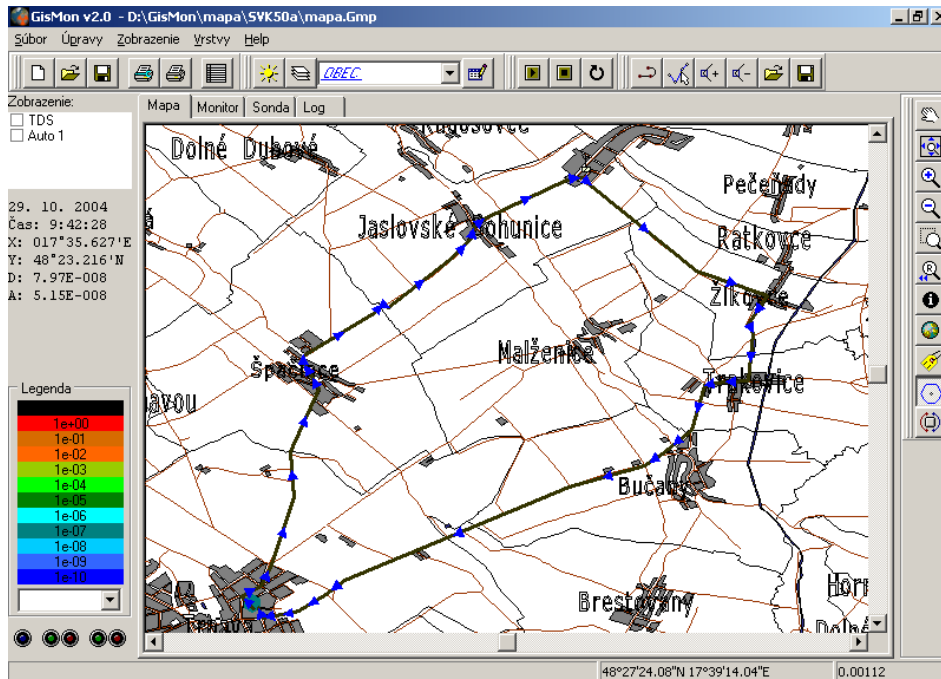 GisMon v2.0 - D:\GisMon\mapa\SVK50a\mapa.Gmp
Súbor Úpravy Zobrazenie Vrstvy Help
OBEC
Zobrazenie:
TDS
Auto 1
Mapa Monitor Sonda Log
29. 10. 2004
Čas: 9:42:28
X: 017°35.627'E
Y: 48°23.216'N
D: 7.97E-008
A: 5.15E-008
Dolné Dubové
Pečeňady
Jaslovské Bohunice
Ratkovce
Žlkovce
Malženice
Špačince
Trakovice
avou
Bučany
Brestovany
Horn
Dolné
Legenda
1e+00
1e-01
1e-02
1e-03
1e-04
1e-05
1e-06
1e-07
1e-08
1e-09
1e-10
48°27'24.08"N 17°39'14.04"E
0.00112